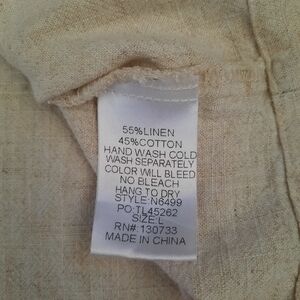 55%LINEN
45%COTTON
HAND WASH COLD
WASH SEPARATELY
COLOR WILL BLEED
NO BLEACH
HANG TO DRY
STYLE:N6499
PO:TL45262
SIZE:L
RN#: 130733
MADE IN CHINA